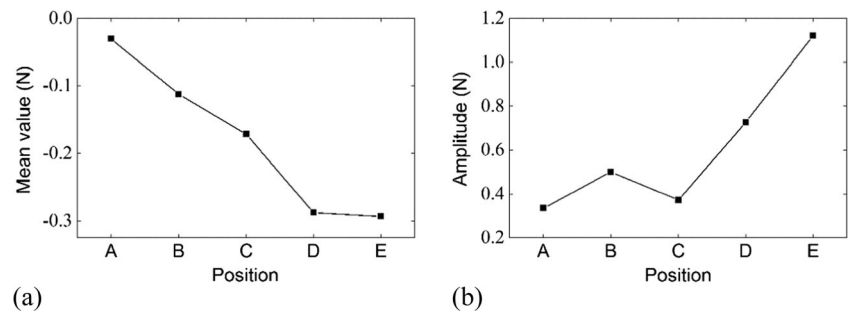 0.0
-0.1
-0.2
-0.3
Mean value (N)
A B C D E
Position
(a)
1.2
1.0
0.8
0.6
0.4
0.2
Amplitude (N)
A B C D E
Position
(b)